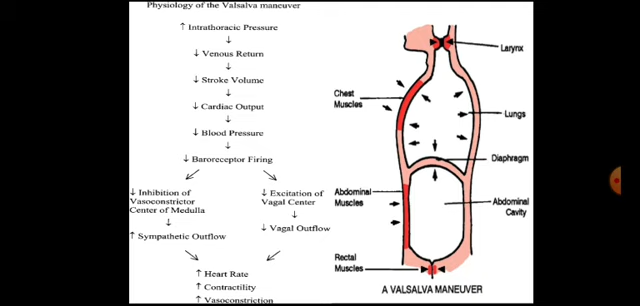 Physiology of the Valsalva maneuver
↑ Intrathoracic Pressure
↓
↓ Venous Return
↓
↓ Stroke Volume
↓
↓ Cardiac Output
↓
↓ Blood Pressure
↓
↓ Baroreceptor Firing
↓ Inhibition of
Vasoconstrictor
Center of Medulla
↓
↑ Sympathetic Outflow
↓ Excitation of
Vagal Center
↓
↓ Vagal Outflow
↑ Heart Rate
↑ Contractility
↑ Vasoconstriction
Larynx
Chest
Muscles
Lungs
Diaphragm
Abdominal
Muscles
Abdominal
Cavity
Rectal
Muscles
A VALSALVA MANEUVER